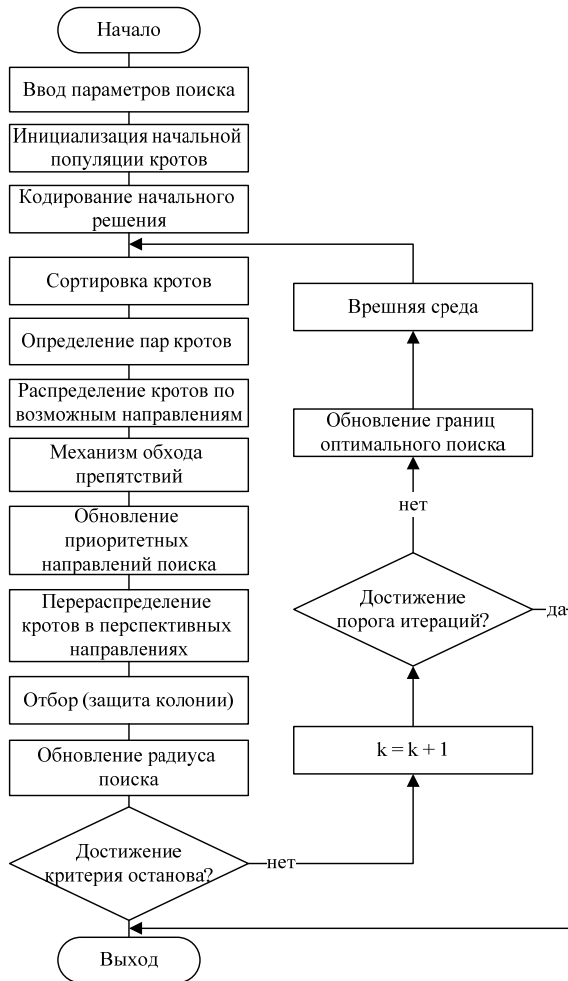 Начало
Ввод параметров поиска
Инициализация начальной
популяции кротов
Кодирование начального
решения
Сортировка кротов
Определение пар кротов
Распределение кротов по
возможным направлениям
Механизм обхода
препятствий
Обновление
приоритетных
направлений поиска
Перераспределение
кротов в перспективных
направлениях
Отбор (защита колонии)
Обновление радиуса
поиска
Достижение
критерия останова?
нет
Выход
k = k + 1
Достижение
порога итераций?
да
нет
Обновление границ
оптимального поиска
Врешняя среда